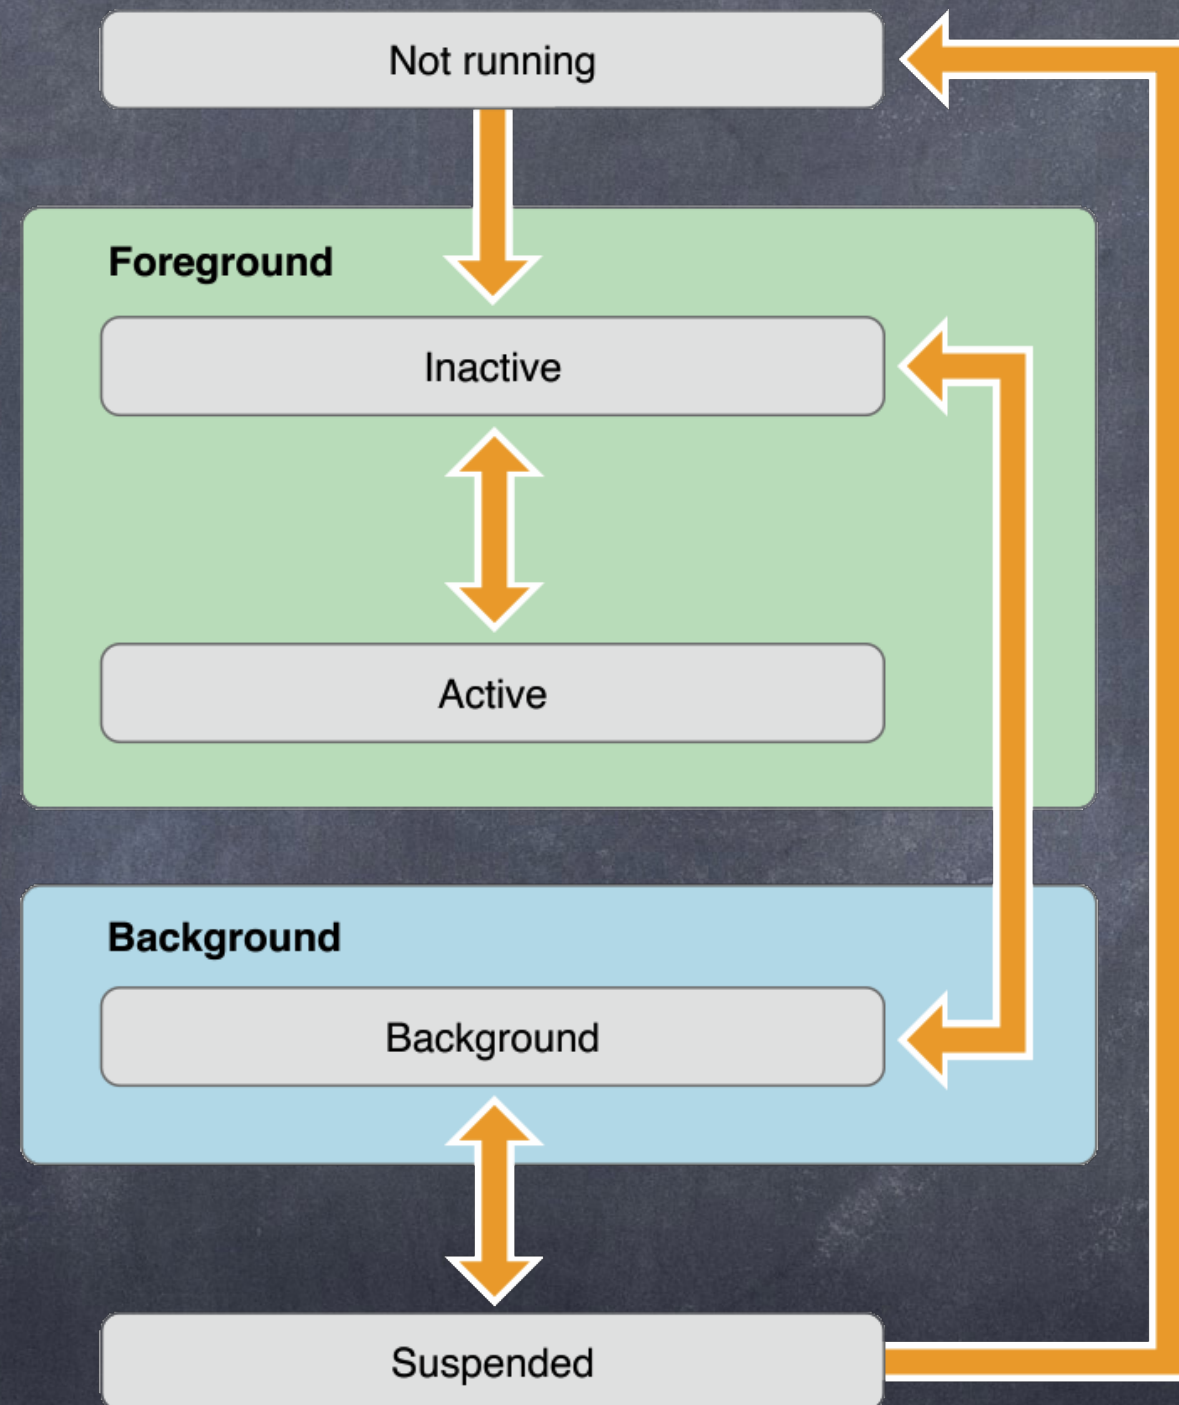 Not running
Foreground
Inactive
Active
Background
Background
Suspended